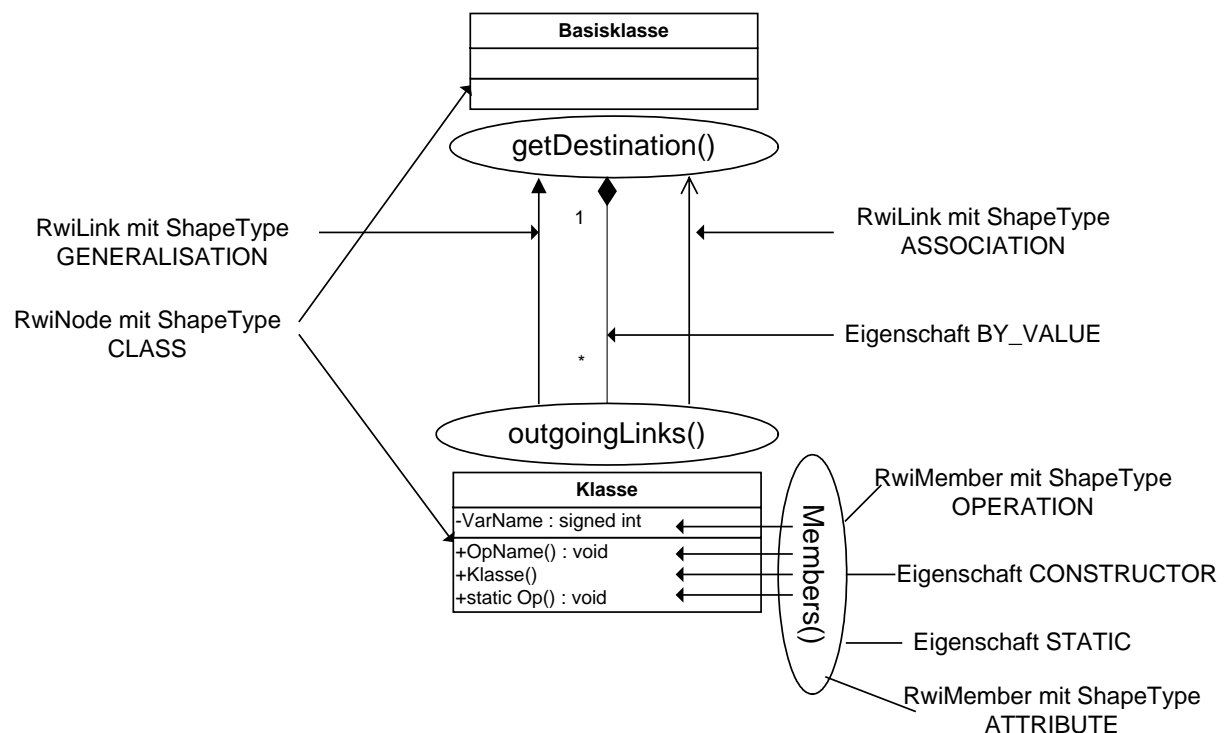 Basisklasse
getDestination()
1
RwiLink mit ShapeType
GENERALISATION
RwiLink mit ShapeType
ASSOCIATION
RwiNode mit ShapeType
CLASS
Eigenschaft BY_VALUE
*
outgoingLinks()
Klasse
-VarName : signed int
+OpName() : void
+Klasse()
+static Op() : void
Members()
RwiMember mit ShapeType
OPERATION
Eigenschaft CONSTRUCTOR
Eigenschaft STATIC
RwiMember mit ShapeType
ATTRIBUTE